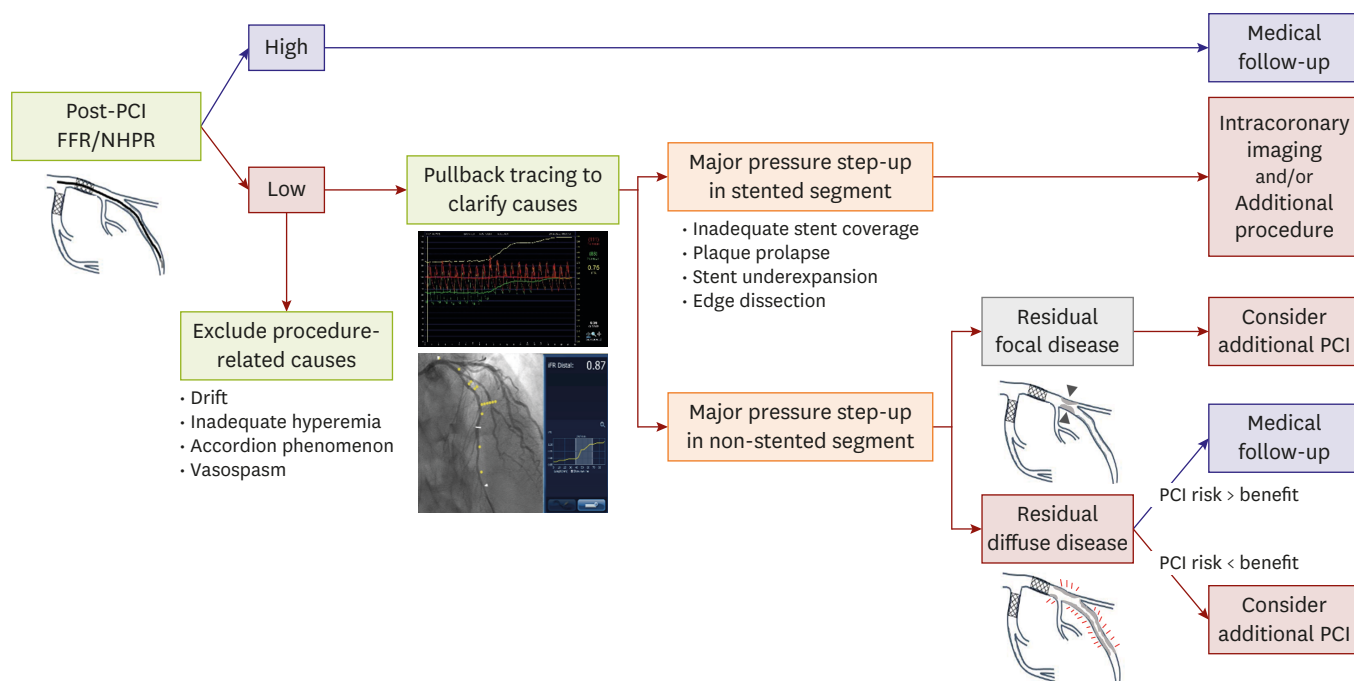 High
Medical
follow-up
Post-PCI
FFR/NHPR
Low
Pullback tracing to
clarify causes
Major pressure step-up
in stented segment
· Inadequate stent coverage
· Plaque prolapse
· Stent underexpansion
· Edge dissection
Intracoronary
imaging
and/or
Additional
procedure
Exclude procedure-
related causes
· Drift
· Inadequate hyperemia
· Accordion phenomenon
· Vasospasm
0.75
iFR Distal: 0.87
Major pressure step-up
in non-stented segment
Residual
focal disease
Consider
additional PCI
Residual
diffuse disease
PCI risk > benefit
Medical
follow-up
PCI risk < benefit
Consider
additional PCI